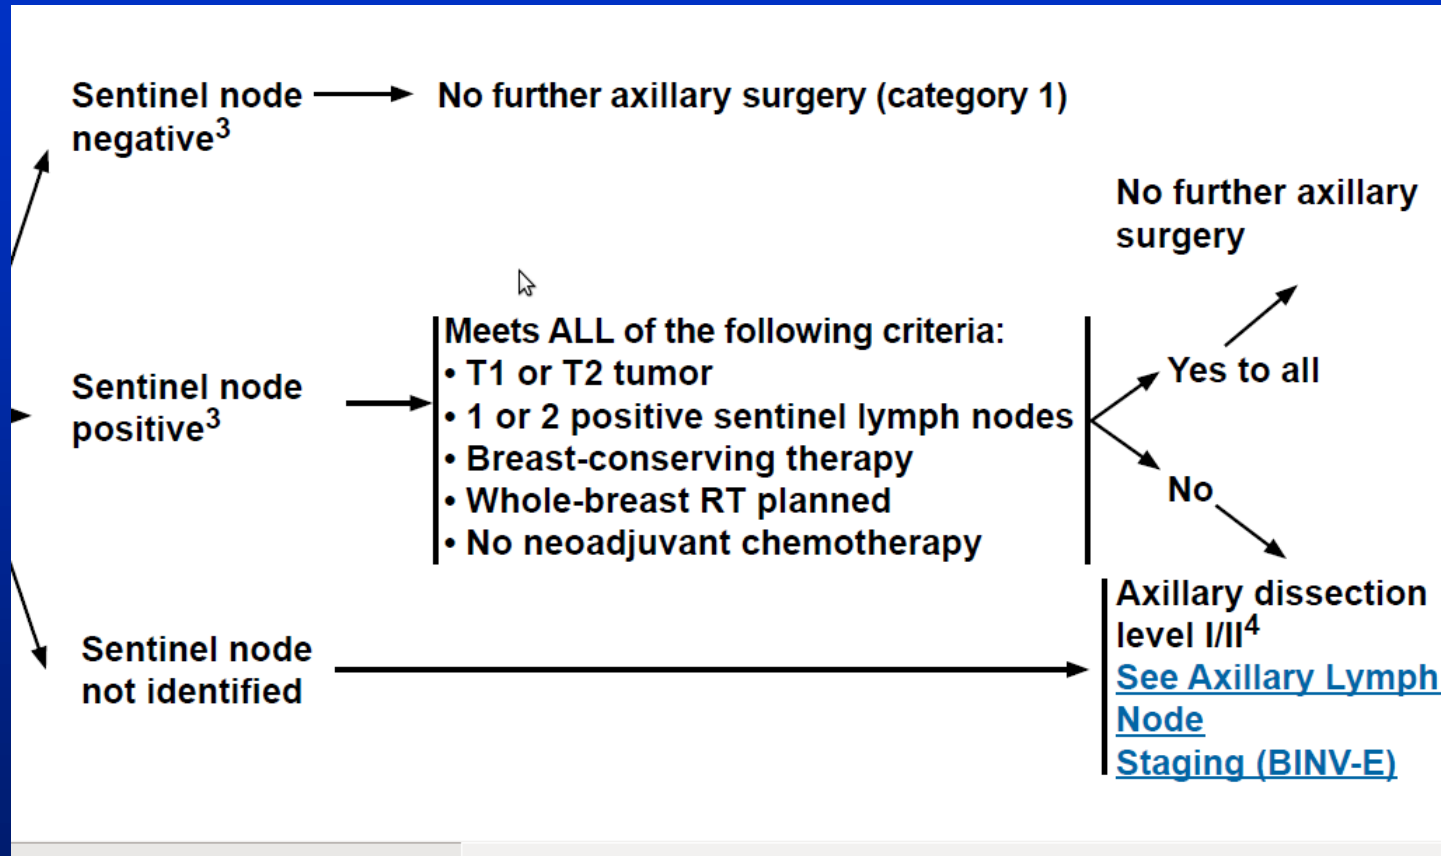 Sentinel node
negative3
No further axillary surgery (category 1)
No further axillary
surgery
Sentinel node
positive3
Meets ALL of the following criteria:
• T1 or T2 tumor
• 1 or 2 positive sentinel lymph nodes
• Breast-conserving therapy
• Whole-breast RT planned
• No neoadjuvant chemotherapy
Yes to all
No
Sentinel node
not identified
Axillary dissection
level I/II4
See Axillary Lymph
Node
Staging (BINV-E)